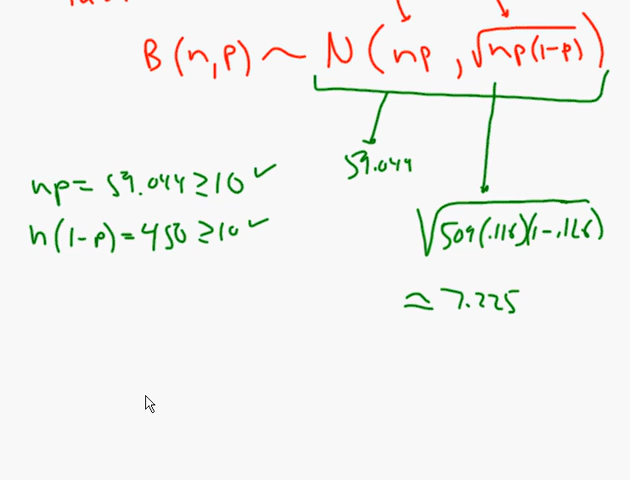 B(n,p) ~ N(np, √np(1-p))
59.044
np = 59.044 ≥ 10 ✓
n(1-p) = 450 ≥ 10 ✓
√509(.116)(1-.116)
≈ 7.225